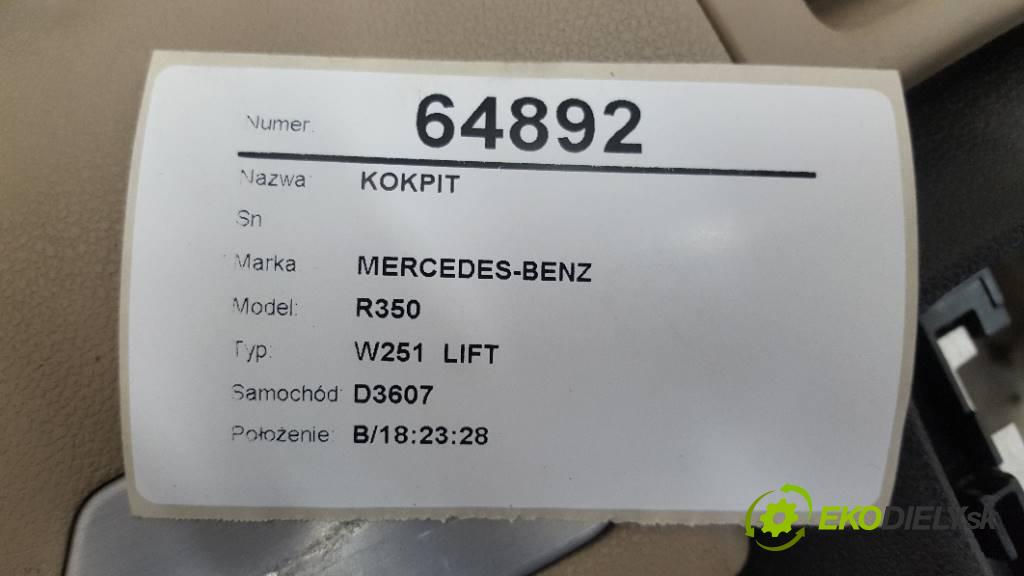 Numer: 64892
Nazwa: KOKPIT
Sn
Marka MERCEDES-BENZ
Model: R350
Typ: W251 LIFT
Samochód: D3607
Położenie: B/18:23:28
EKODIELY.sk